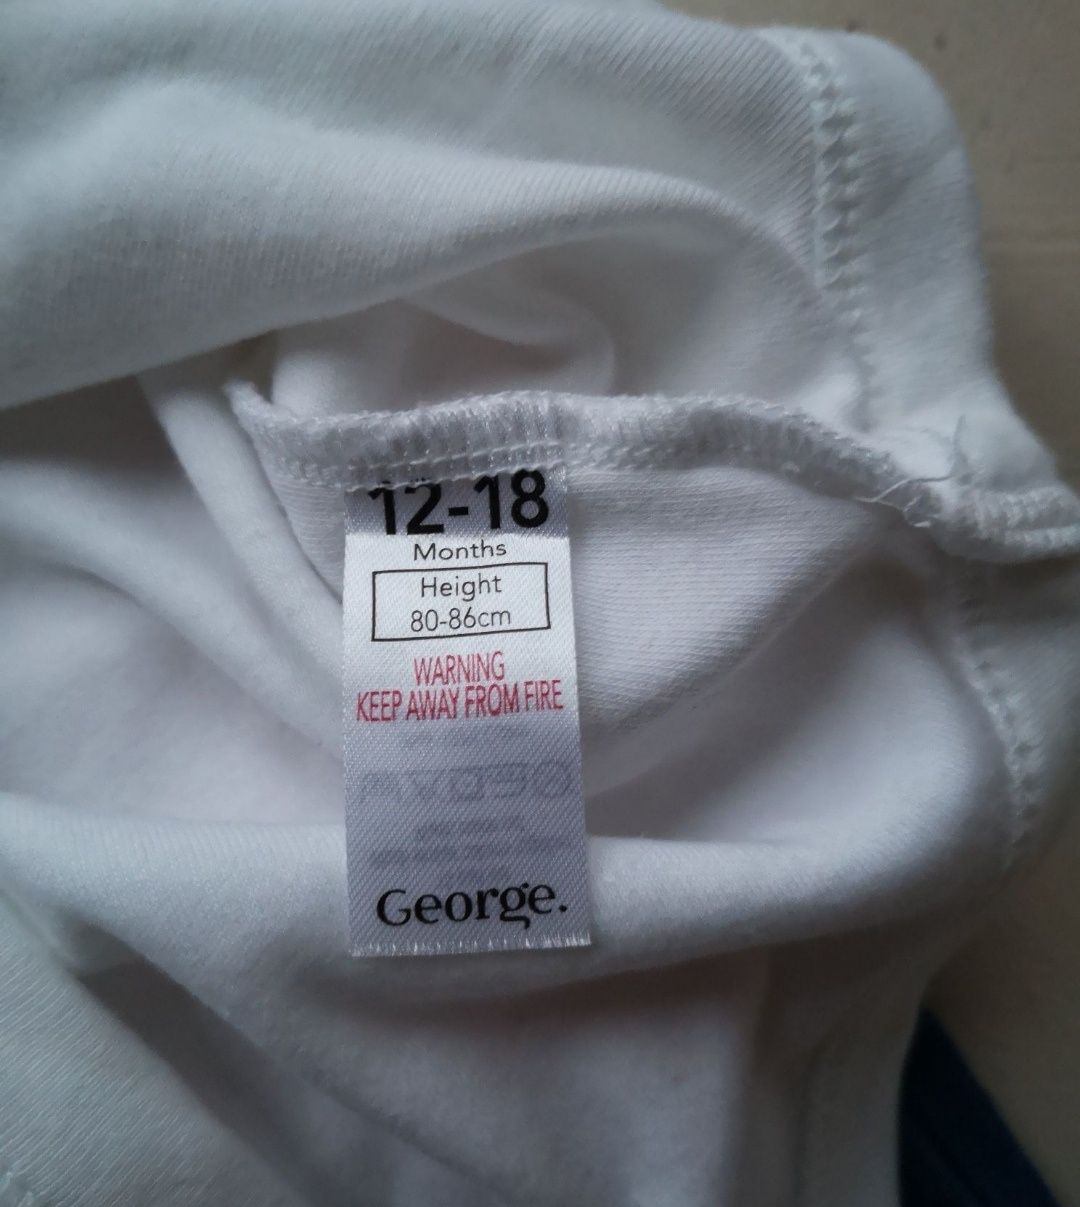 12-18
Months
Height
80-86cm
WARNING
KEEP AWAY FROM FIRE
George.